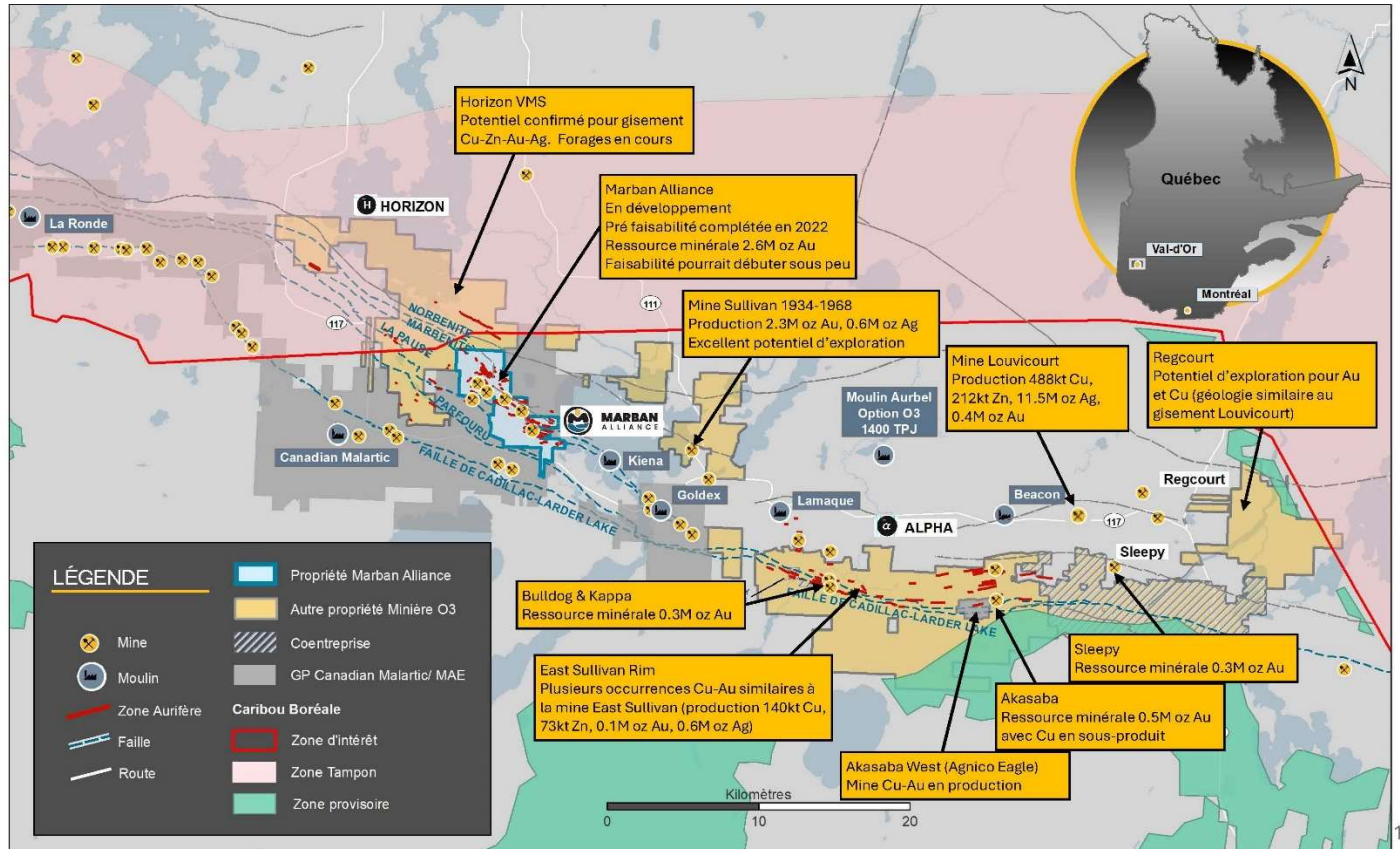 Horizon VMS
Potentiel confirmé pour gisement
Cu-Zn-Au-Ag. Forages en cours
N
Québec
Val-d'Or
Montréal
H HORIZON
Marban Alliance
En développement
Pré faisabilité complétée en 2022
Ressource minérale 2.6M oz Au
Faisabilité pourrait débuter sous peu
La Ronde
111
117
Mine Sullivan 1934-1968
Production 2.3M oz Au, 0.6M oz Ag
Excellent potentiel d'exploration
NORBENITE
MARBENITE
LA PAUSE
PARFOURU
FAILLE DE CADILLAC-LARDER LAKE
Mine Louvicourt
Production 488kt Cu,
212kt Zn, 11.5M oz Ag,
0.4M oz Au
Regcourt
Potentiel d'exploration pour Au
et Cu (géologie similaire au
gisement Louvicourt)
Moulin Aurbel
Option O3
1400 TPJ
MARBAN
ALLIANCE
Canadian Malartic
Kiena
Goldex
Lamaque
α ALPHA
Beacon
117
Regcourt
Sleepy
Bulldog & Kappa
Ressource minérale 0.3M oz Au
FAILLE DE CADILLAC-LARDER LAKE
East Sullivan Rim
Plusieurs occurrences Cu-Au similaires à
la mine East Sullivan (production 140kt Cu,
73kt Zn, 0.1M oz Au, 0.6M oz Ag)
Sleepy
Ressource minérale 0.3M oz Au
Akasaba
Ressource minérale 0.5M oz Au
avec Cu en sous-produit
Akasaba West (Agnico Eagle)
Mine Cu-Au en production
LÉGENDE
Mine
Moulin
Zone Aurifère
Faille
Route
Propriété Marban Alliance
Autre propriété Minière O3
Coentreprise
GP Canadian Malartic/ MAE
Caribou Boréale
Zone d'intérêt
Zone Tampon
Zone provisoire
Kilomètres
0 10 20
1